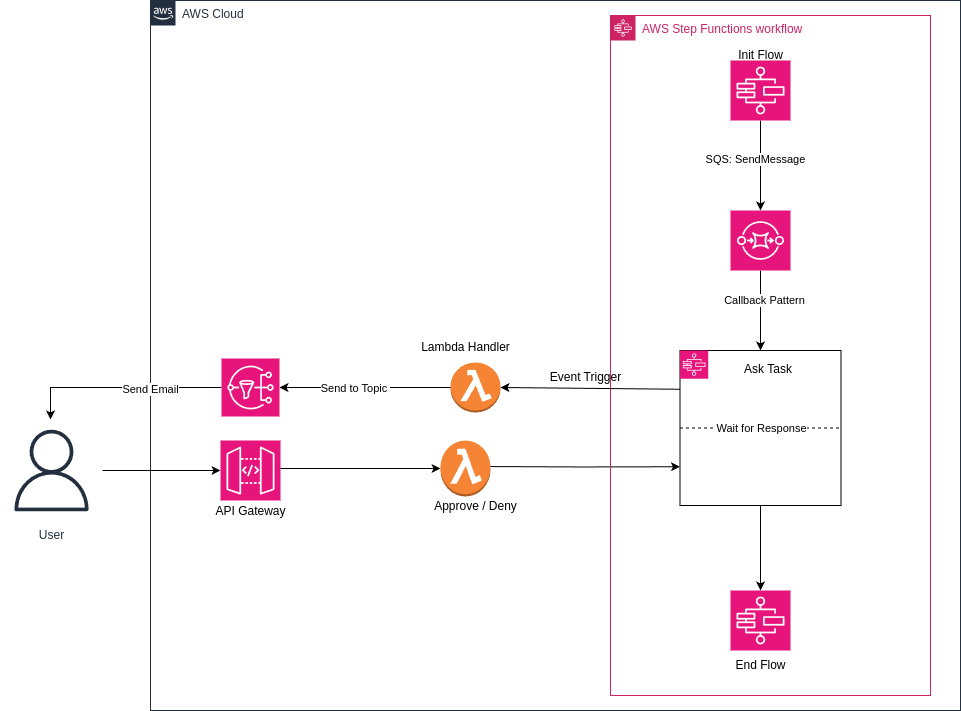 aws
AWS Cloud
AWS Step Functions workflow
Init Flow
SQS: SendMessage
Callback Pattern
Lambda Handler
Ask Task
Event Trigger
Send to Topic
Send Email
Wait for Response
</>
API Gateway
Approve / Deny
User
End Flow